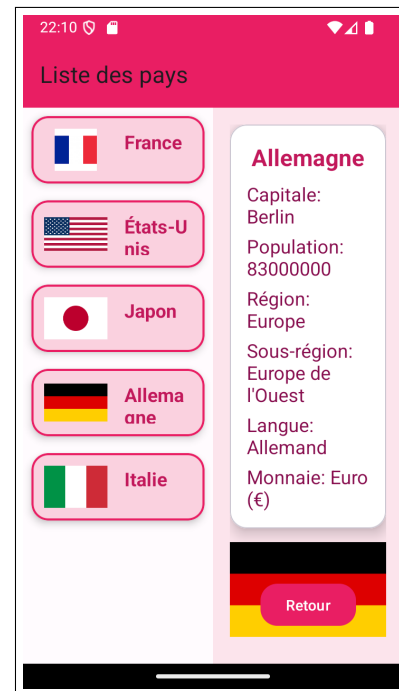 22:10
Liste des pays
France
États-U
nis
Japon
Allema
gne
Italie
Allemagne
Capitale:
Berlin
Population:
83000000
Région:
Europe
Sous-région:
Europe de
l'Ouest
Langue:
Allemand
Monnaie: Euro
(€)
Retour